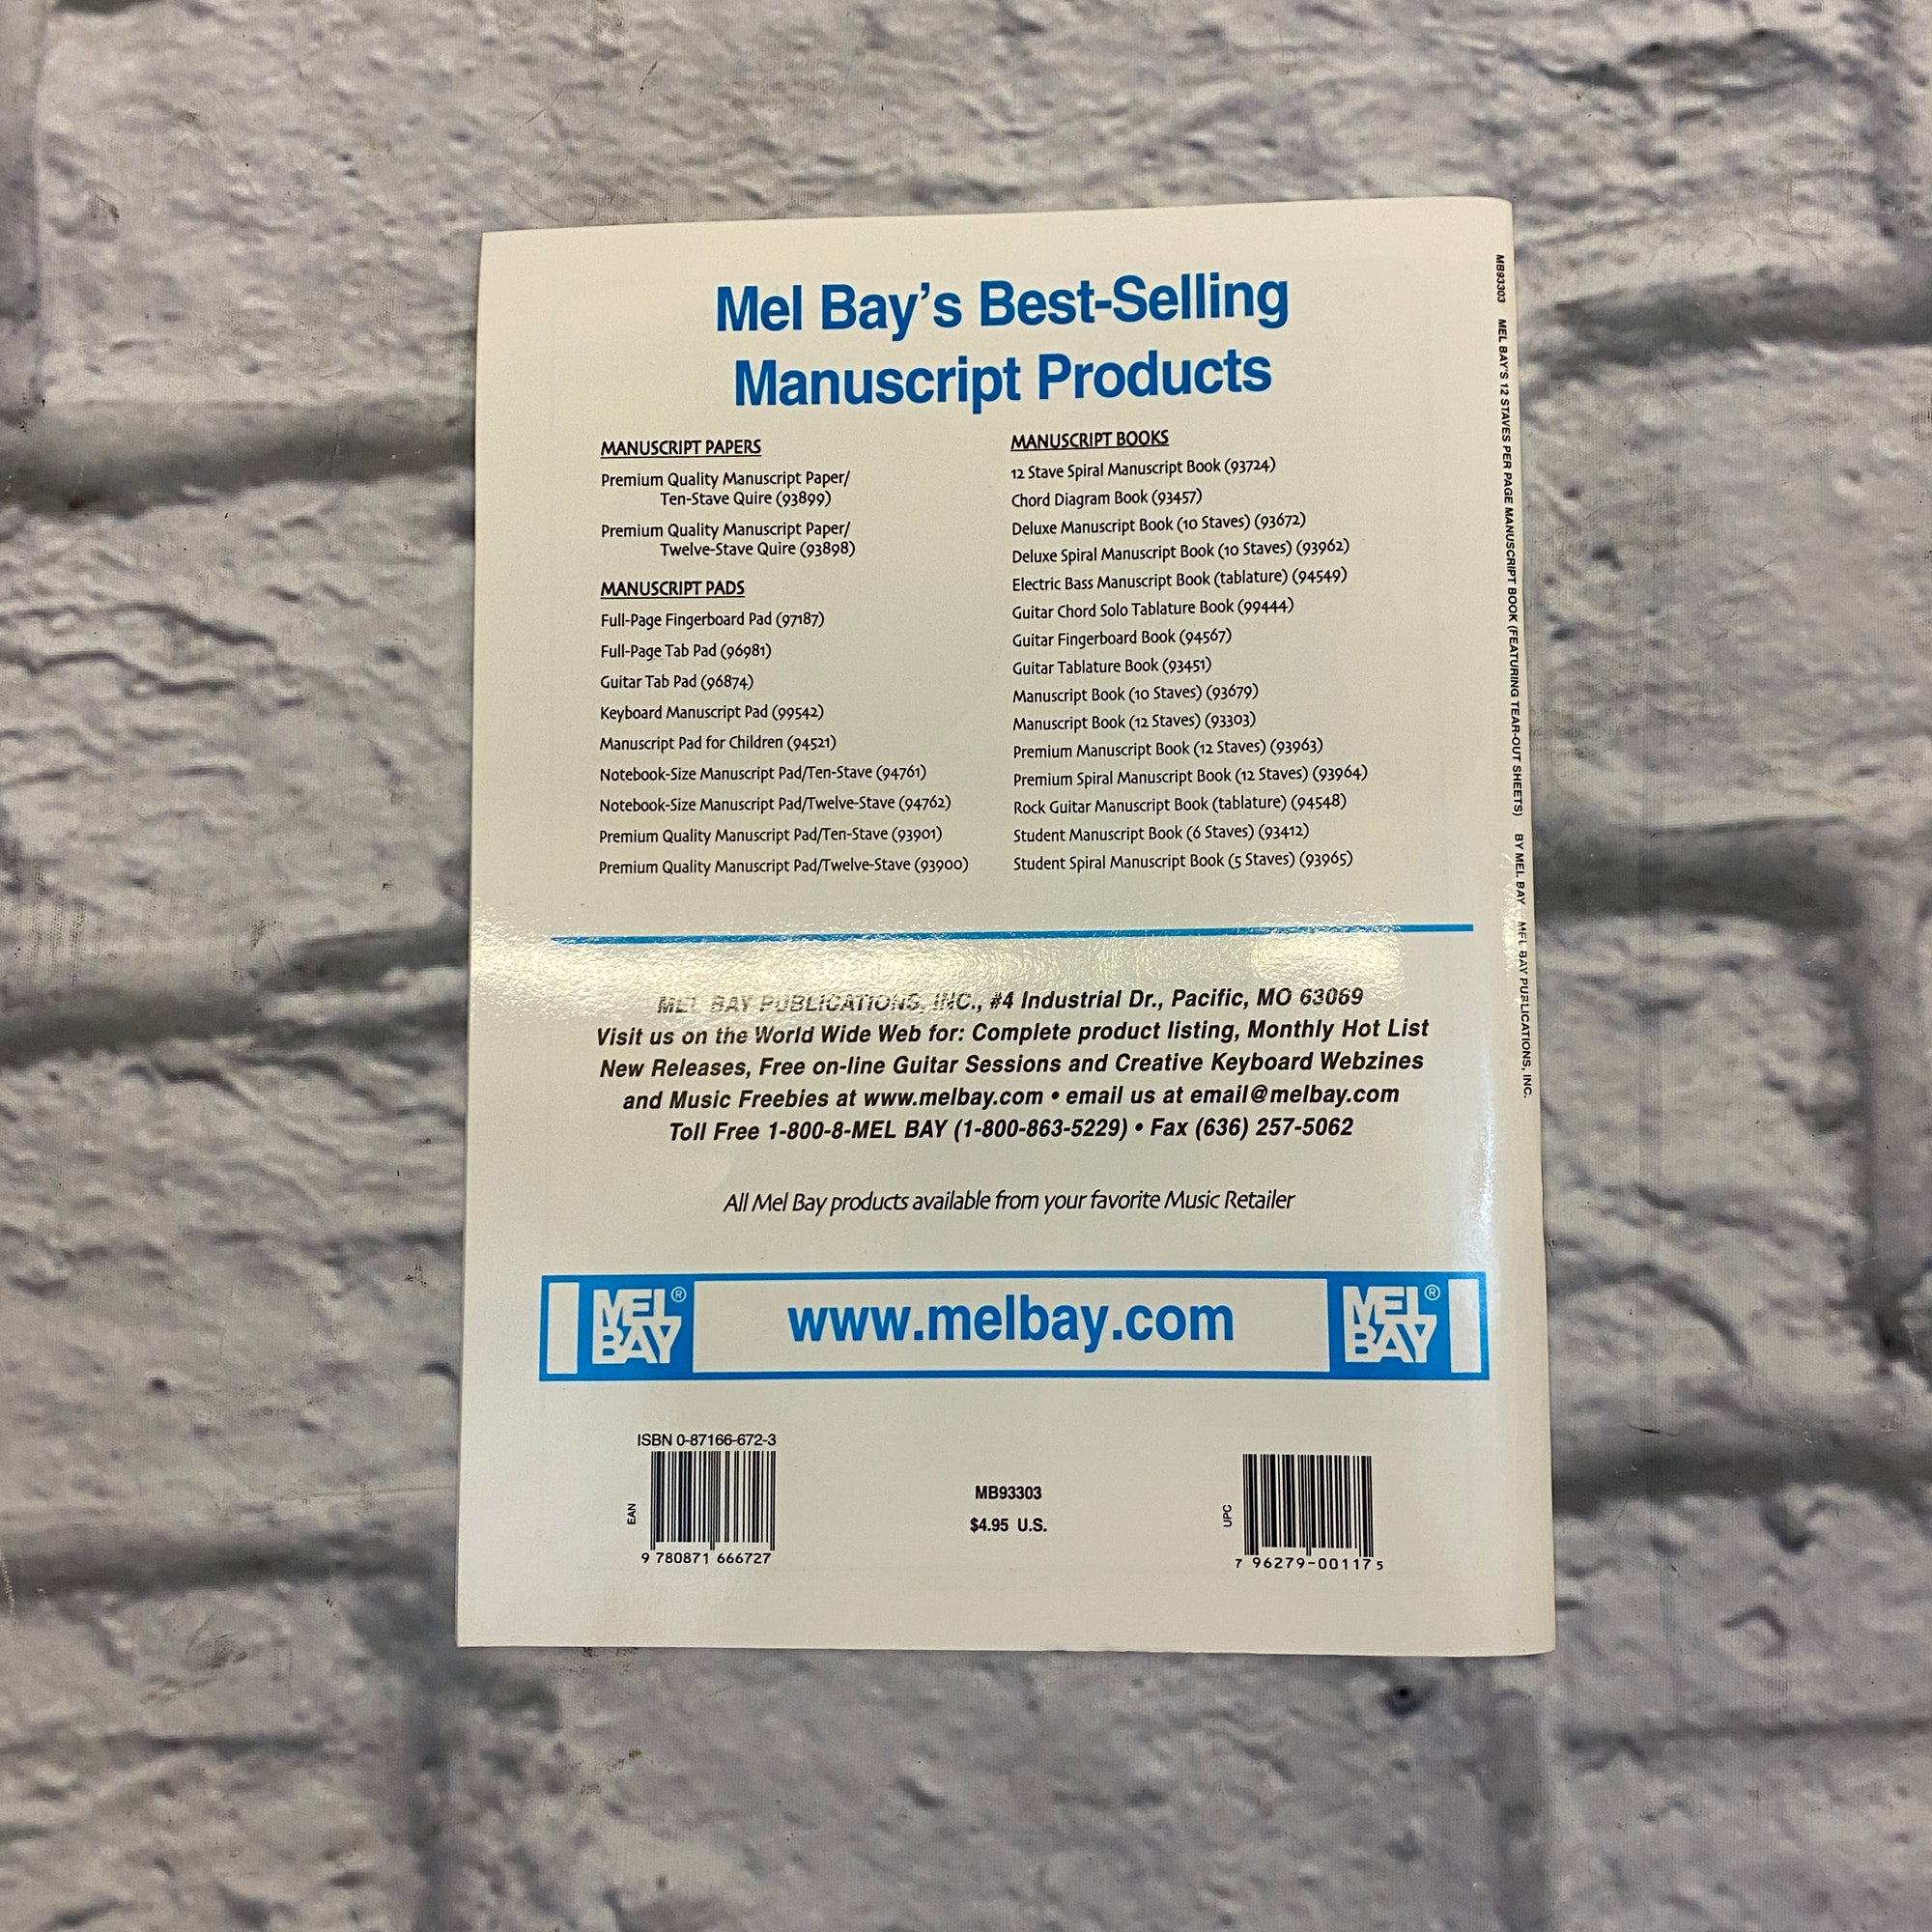 Mel Bay's Best-Selling
Manuscript Products
MANUSCRIPT PAPERS
Premium Quality Manuscript Paper/
Ten-Stave Quire (93899)
Premium Quality Manuscript Paper/
Twelve-Stave Quire (93898)
MANUSCRIPT PADS
Full-Page Fingerboard Pad (97187)
Full-Page Tab Pad (96981)
Guitar Tab Pad (96874)
Keyboard Manuscript Pad (99542)
Manuscript Pad for Children (94521)
Notebook-Size Manuscript Pad/Ten-Stave (94761)
Notebook-Size Manuscript Pad/Twelve-Stave (94762)
Premium Quality Manuscript Pad/Ten-Stave (93901)
Premium Quality Manuscript Pad/Twelve-Stave (93900)
MANUSCRIPT BOOKS
12 Stave Spiral Manuscript Book (93724)
Chord Diagram Book (93457)
Deluxe Manuscript Book (10 Staves) (93672)
Deluxe Spiral Manuscript Book (10 Staves) (93962)
Electric Bass Manuscript Book (tablature) (94549)
Guitar Chord Solo Tablature Book (99444)
Guitar Fingerboard Book (94567)
Guitar Tablature Book (93451)
Manuscript Book (10 Staves) (93679)
Manuscript Book (12 Staves) (93303)
Premium Manuscript Book (12 Staves) (93963)
Premium Spiral Manuscript Book (12 Staves) (93964)
Rock Guitar Manuscript Book (tablature) (94548)
Student Manuscript Book (6 Staves) (93412)
Student Spiral Manuscript Book (5 Staves) (93965)
MEL BAY PUBLICATIONS, INC., #4 Industrial Dr., Pacific, MO 63069
Visit us on the World Wide Web for: Complete product listing, Monthly Hot List
New Releases, Free on-line Guitar Sessions and Creative Keyboard Webzines
and Music Freebies at www.melbay.com • email us at email@melbay.com
Toll Free 1-800-8-MEL BAY (1-800-863-5229) • Fax (636) 257-5062
All Mel Bay products available from your favorite Music Retailer
MEL BAY®
www.melbay.com
MEL BAY®
ISBN 0-87166-672-3
EAN
9 780871 666727
MB93303
$4.95 U.S.
UPC
7 96279-00117 5
MB93303 MEL BAY'S 12 STAVES PER PAGE MANUSCRIPT BOOK (FEATURING TEAR-OUT SHEETS) BY MEL BAY MEL BAY PUBLICATIONS, INC.